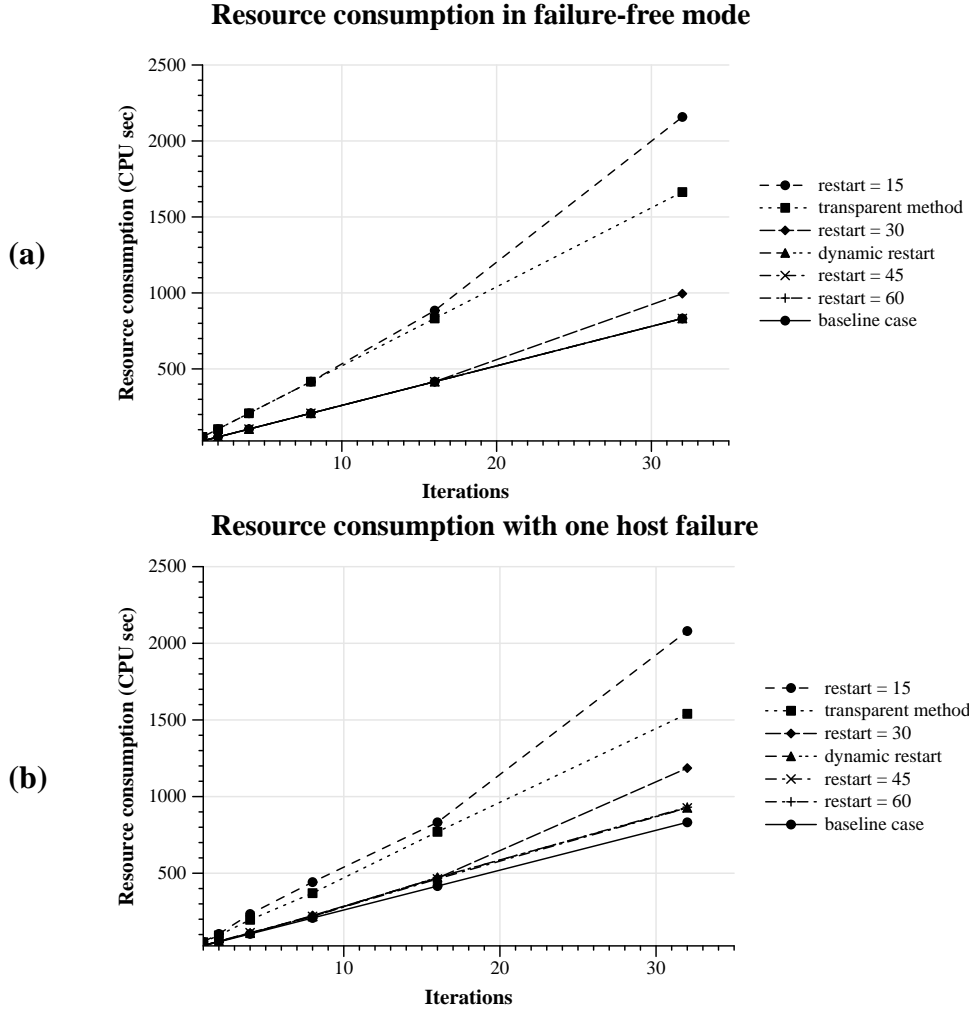 Resource consumption in failure-free mode
(a)
Resource consumption (CPU sec)
2500
2000
1500
1000
500
10
20
30
Iterations
restart = 15
transparent method
restart = 30
dynamic restart
restart = 45
restart = 60
baseline case
Resource consumption with one host failure
(b)
Resource consumption (CPU sec)
2500
2000
1500
1000
500
10
20
30
Iterations
restart = 15
transparent method
restart = 30
dynamic restart
restart = 45
restart = 60
baseline case